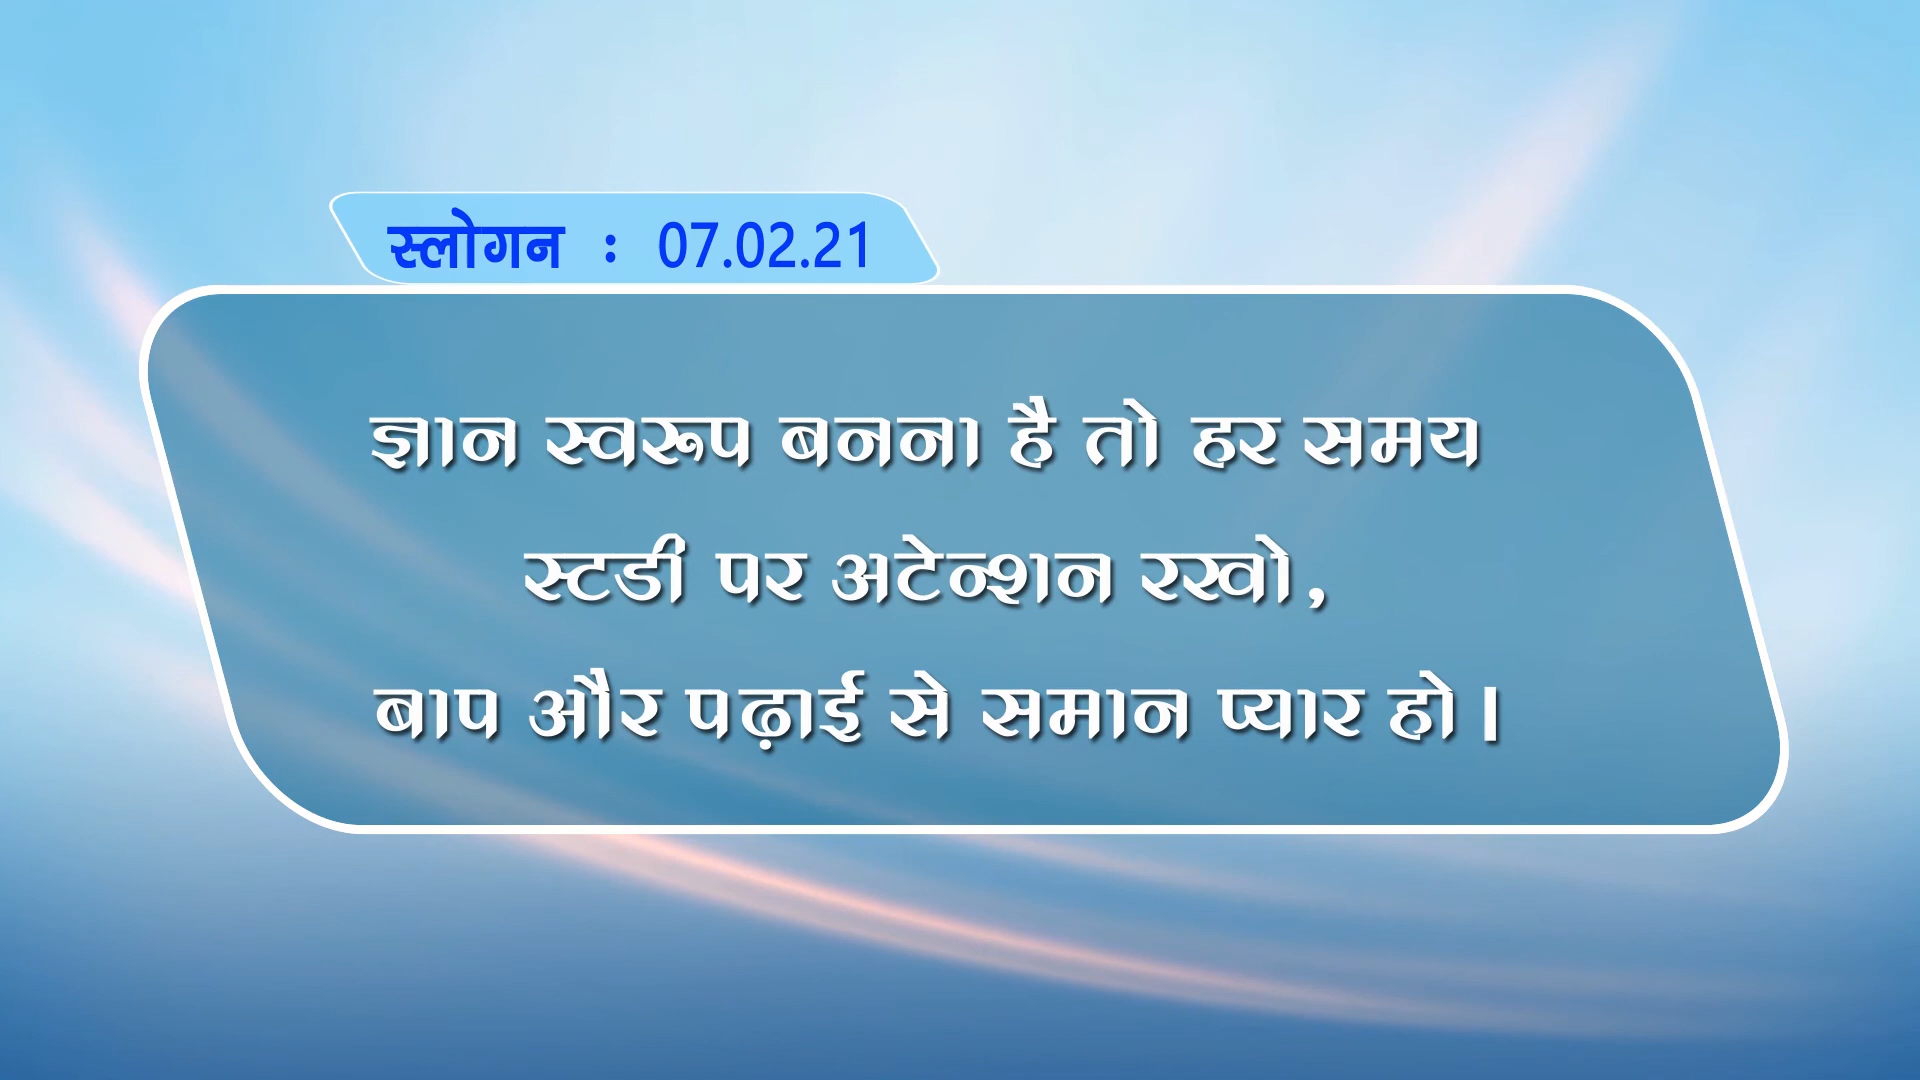 स्लोगन : 07.02.21
ज्ञान स्वरूप बनना है तो हर समय
स्टडी पर अटेन्शन रखो,
बाप और पढ़ाई से समान प्यार हो।